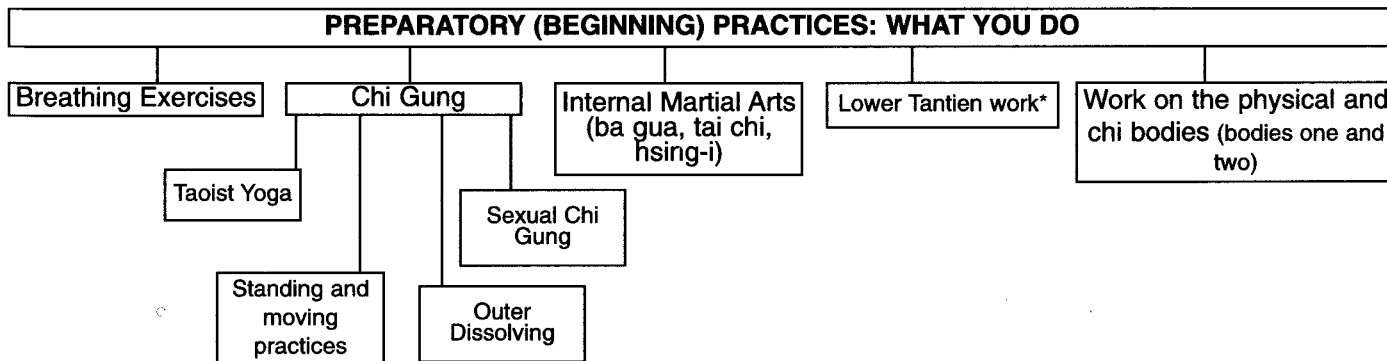 PREPARATORY (BEGINNING) PRACTICES: WHAT YOU DO
Breathing Exercises
Chi Gung
Internal Martial Arts
(ba gua, tai chi,
hsing-i)
Lower Tantien work*
Work on the physical and
chi bodies (bodies one and
two)
Taoist Yoga
Standing and
moving
practices
Outer
Dissolving
Sexual Chi
Gung